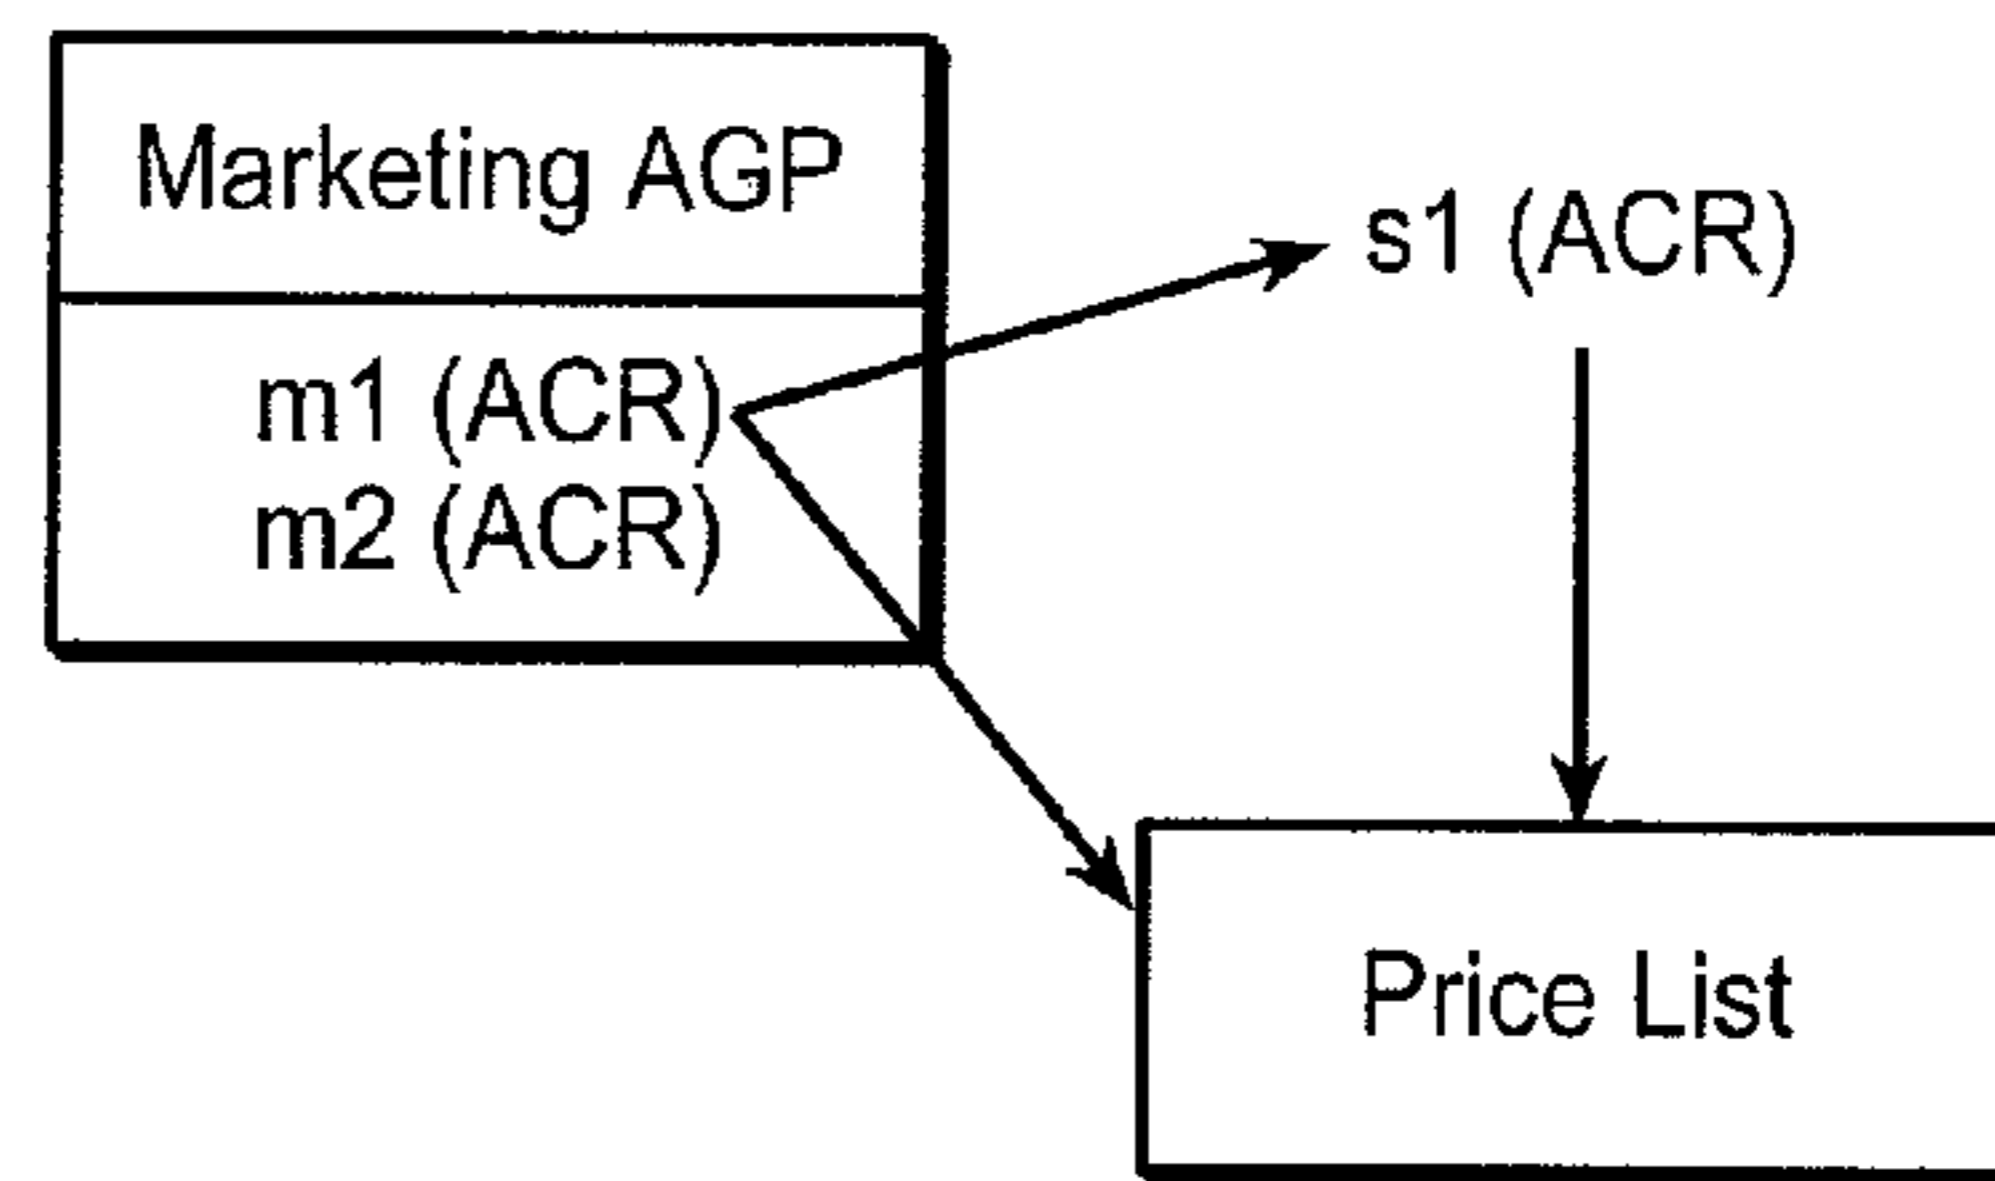 Marketing AGP
m1 (ACR)
m2 (ACR)
s1 (ACR)
Price List